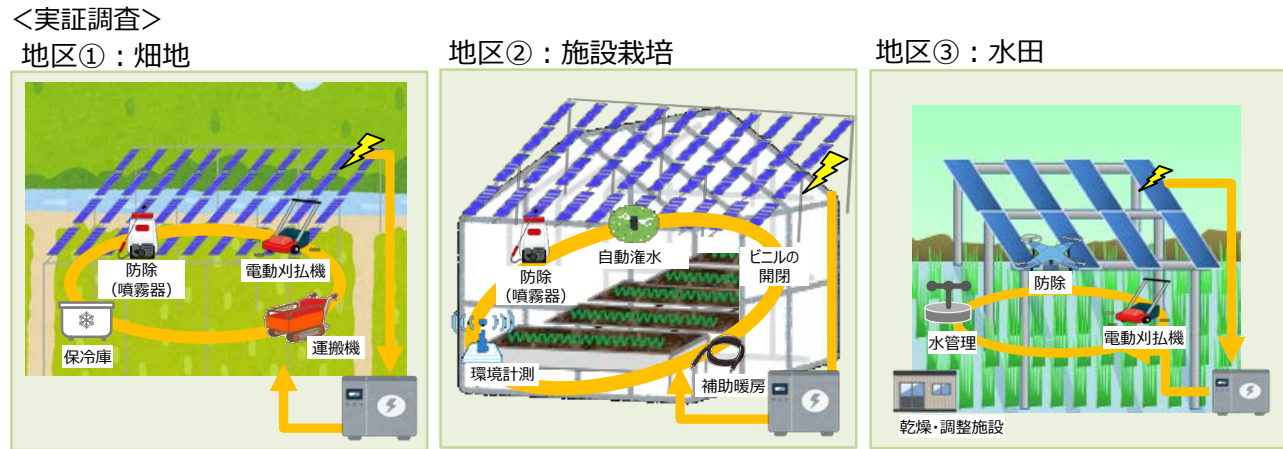 <実証調査>
地区①:畑地
地区②:施設栽培
地区③:水田
防除
(噴霧器)
電動刈払機
保冷庫
運搬機
防除
(噴霧器)
自動潅水
ビニルの
開閉
環境計測
補助暖房
防除
水管理
電動刈払機
乾燥・調整施設